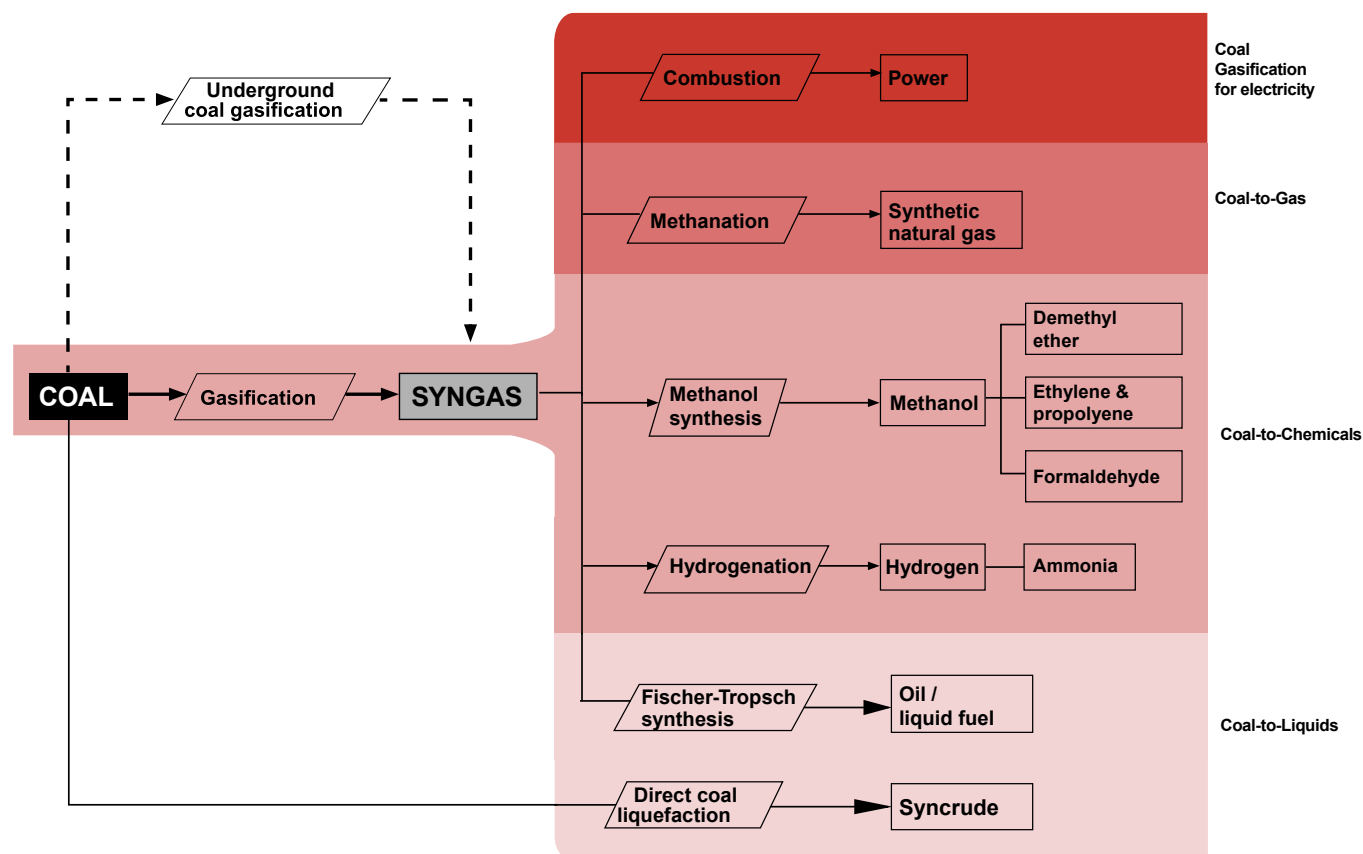 Underground
coal gasification
Combustion
Power
Coal
Gasification
for electricity
Methanation
Synthetic
natural gas
Coal-to-Gas
COAL
Gasification
SYNGAS
Methanol
synthesis
Methanol
Demethyl
ether
Ethylene &
propolyene
Formaldehyde
Coal-to-Chemicals
Hydrogenation
Hydrogen
Ammonia
Fischer-Tropsch
synthesis
Oil /
liquid fuel
Coal-to-Liquids
Direct coal
liquefaction
Syncrude